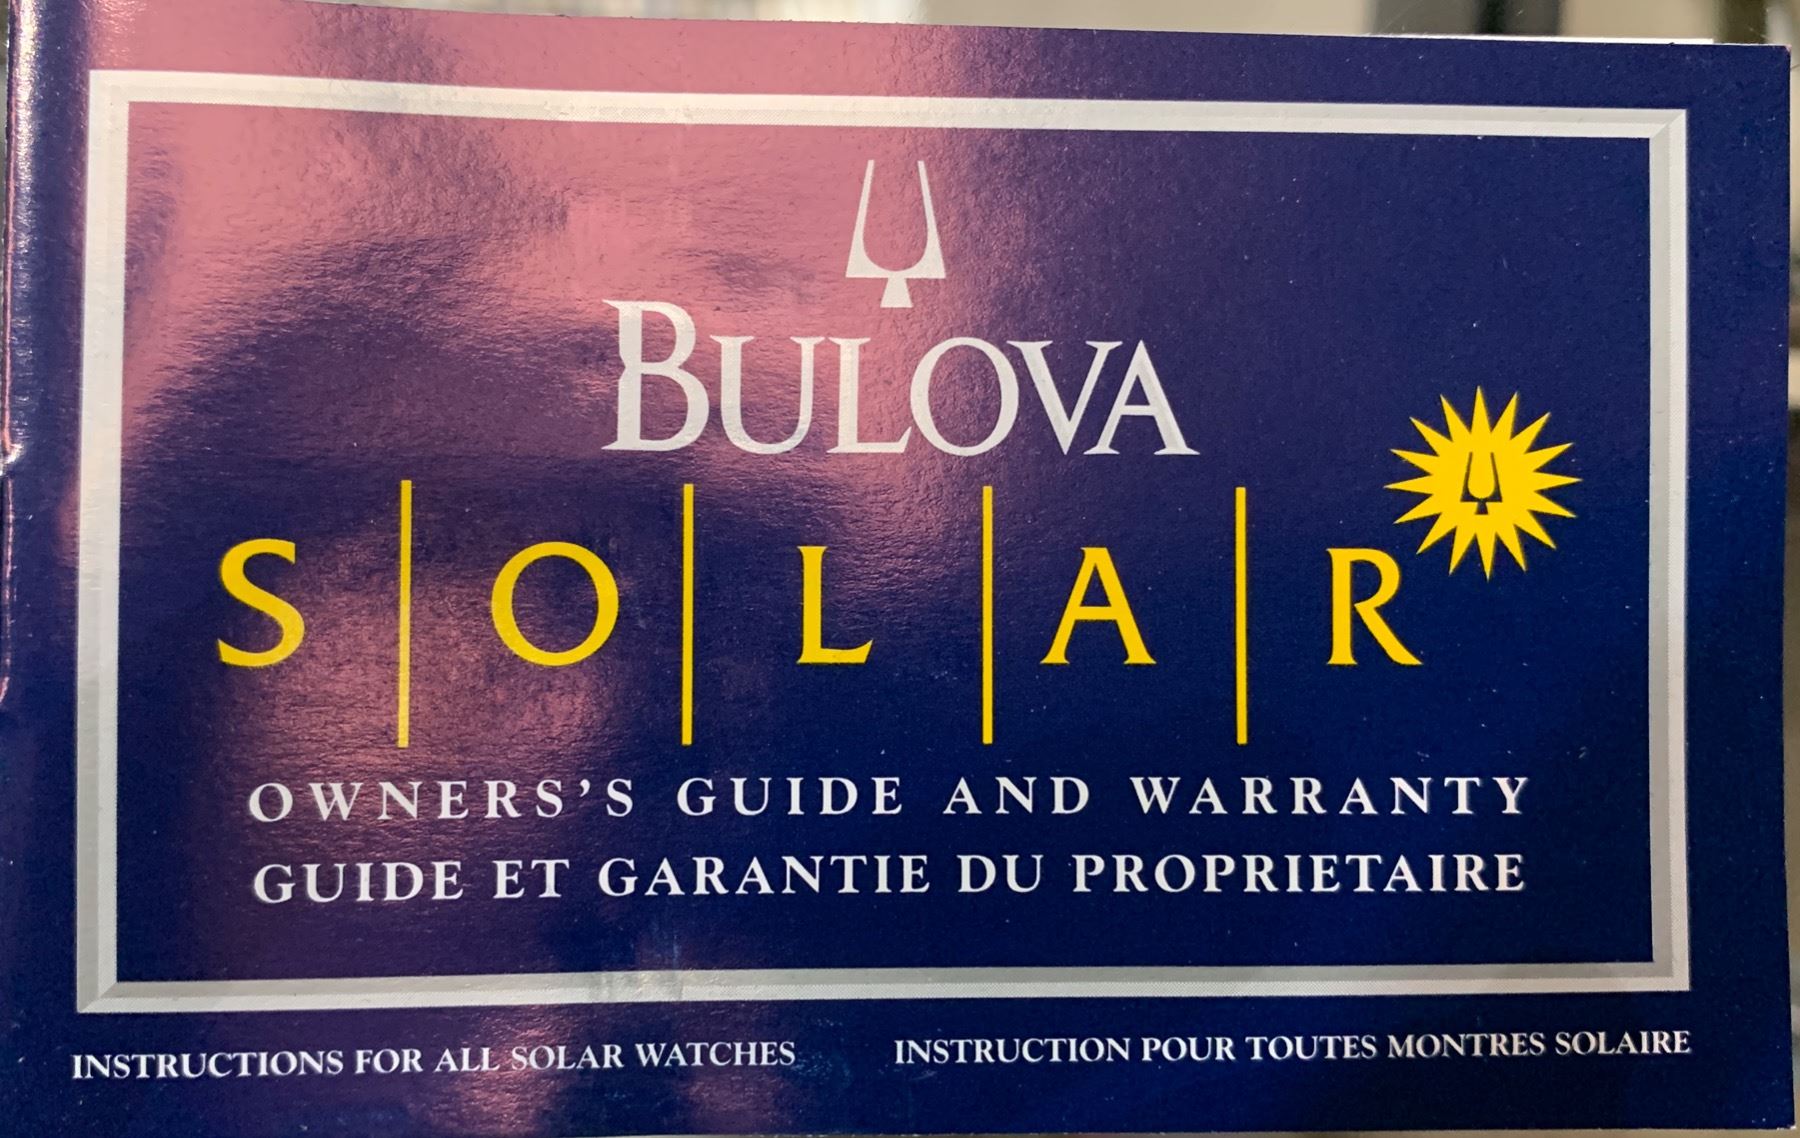 BULOVA
S|O|L|A|R
OWNERS'S GUIDE AND WARRANTY
GUIDE ET GARANTIE DU PROPRIETAIRE
INSTRUCTIONS FOR ALL SOLAR WATCHES
INSTRUCTION POUR TOUTES MONTRES SOLAIRE